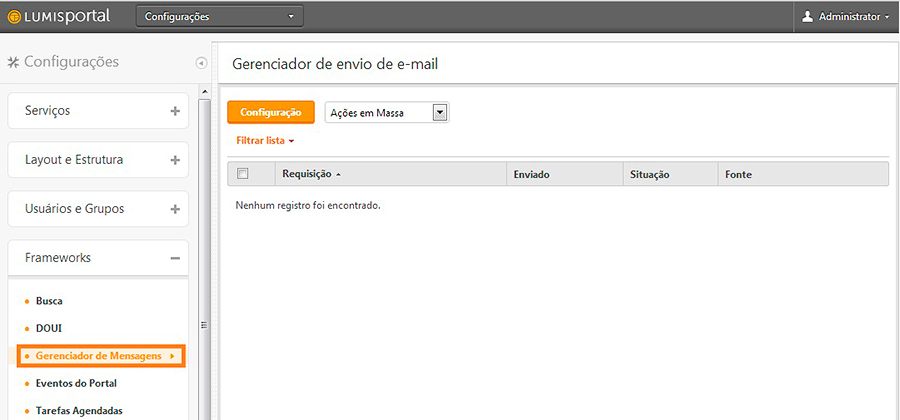 LUMISPORTAL
Configurações
Administrator
Configurações
Gerenciador de envio de e-mail
Serviços
Layout e Estrutura
Usuários e Grupos
Frameworks
Busca
DOUI
Gerenciador de Mensagens
Eventos do Portal
Tarefas Agendadas
Configuração
Ações em Massa
Filtrar lista
Requisição Enviado Situação Fonte
Nenhum registro foi encontrado.